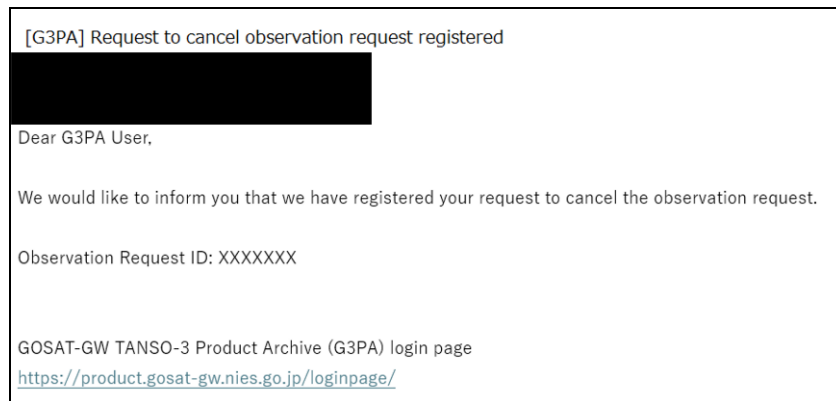 [G3PA] Request to cancel observation request registered
Dear G3PA User,
We would like to inform you that we have registered your request to cancel the observation request.
Observation Request ID: XXXXXXX
GOSAT-GW TANSO-3 Product Archive (G3PA) login page
https://product.gosat-gw.nies.go.jp/loginpage/